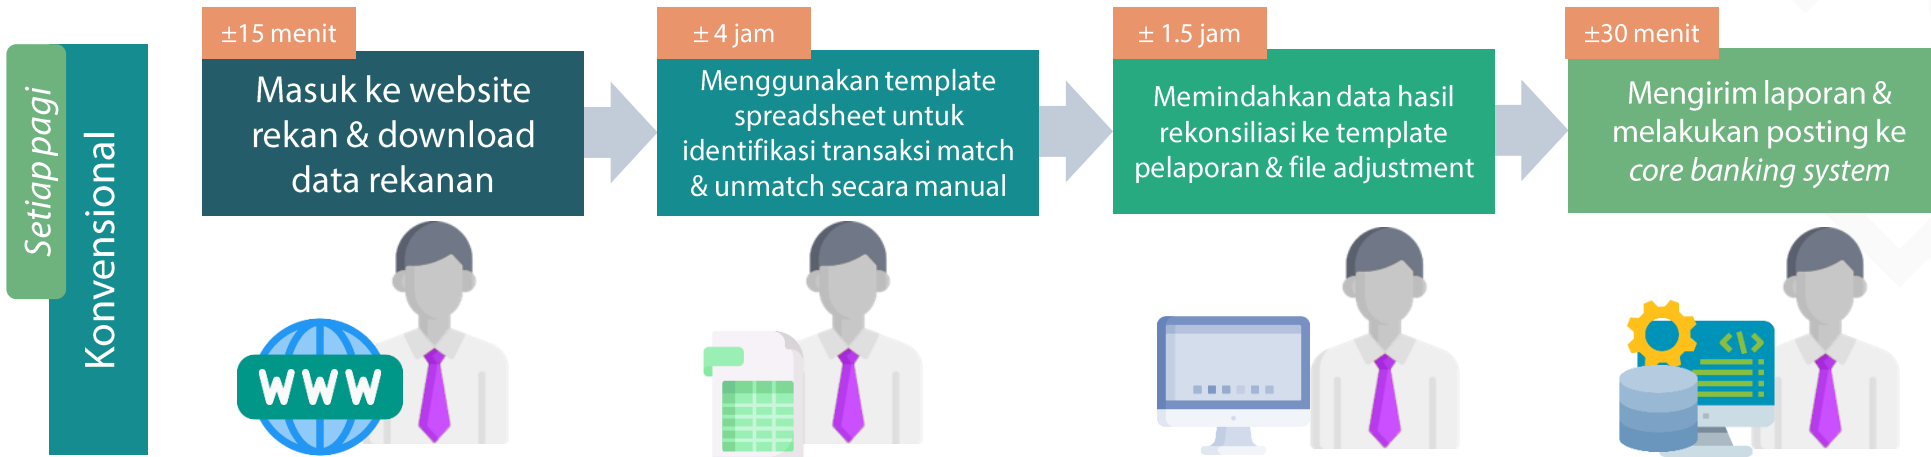 Setiap pagi
Konvensional
±15 menit
Masuk ke website
rekan & download
data rekanan
± 4 jam
Menggunakan template
spreadsheet untuk
identifikasi transaksi match
& unmatch secara manual
± 1.5 jam
Memindahkan data hasil
rekonsiliasi ke template
pelaporan & file adjustment
±30 menit
Mengirim laporan &
melakukan posting ke
core banking system
WWW